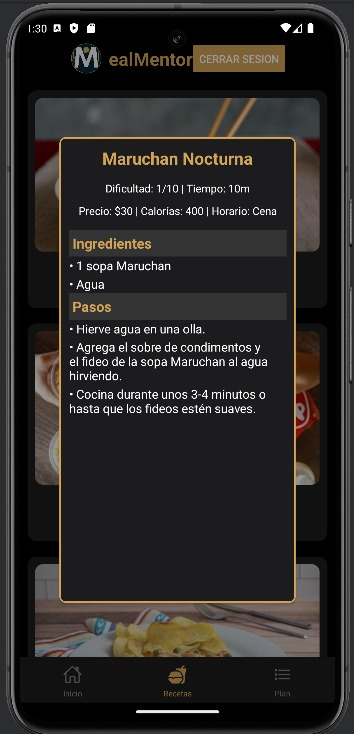 1:30
M ealMentor CERRAR SESION
Maruchan Nocturna
Dificultad: 1/10 | Tiempo: 10m
Precio: $30 | Calorías: 400 | Horario: Cena
Ingredientes
• 1 sopa Maruchan
• Agua
Pasos
• Hierve agua en una olla.
• Agrega el sobre de condimentos y
el fideo de la sopa Maruchan al agua
hirviendo.
• Cocina durante unos 3-4 minutos o
hasta que los fideos estén suaves.
Inicio Recetas Plan